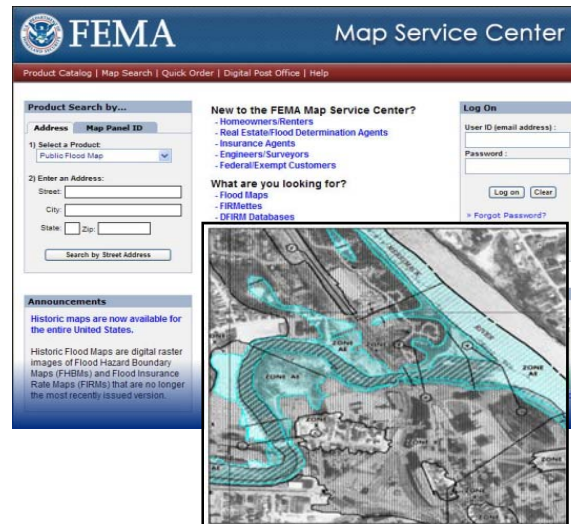 FEMA
Map Service Center
Product Catalog | Map Search | Quick Order | Digital Post Office | Help
Product Search by...
Address
Map Panel ID
1) Select a Product:
Public Flood Map
2) Enter an Address:
Street:
City:
State:
Zip:
Search by Street Address
Announcements
Historic maps are now available for
the entire United States.
Historic Flood Maps are digital raster
images of Flood Hazard Boundary
Maps (FHBMs) and Flood Insurance
Rate Maps (FIRMs) that are no longer
the most recently issued version.
New to the FEMA Map Service Center?
- Homeowners/Renters
- Real Estate/Flood Determination Agents
- Insurance Agents
- Engineers/Surveyors
- Federal/Exempt Customers
What are you looking for?
- Flood Maps
- FIRMettes
- DFIRM Databases
Log On
User ID (email address) :
Password :
Log on
Clear
> Forgot Password?
RIVER
ZONE
AE
ZONE
AE
ZONE
AE
ZONE AE
ZONE
ZONE